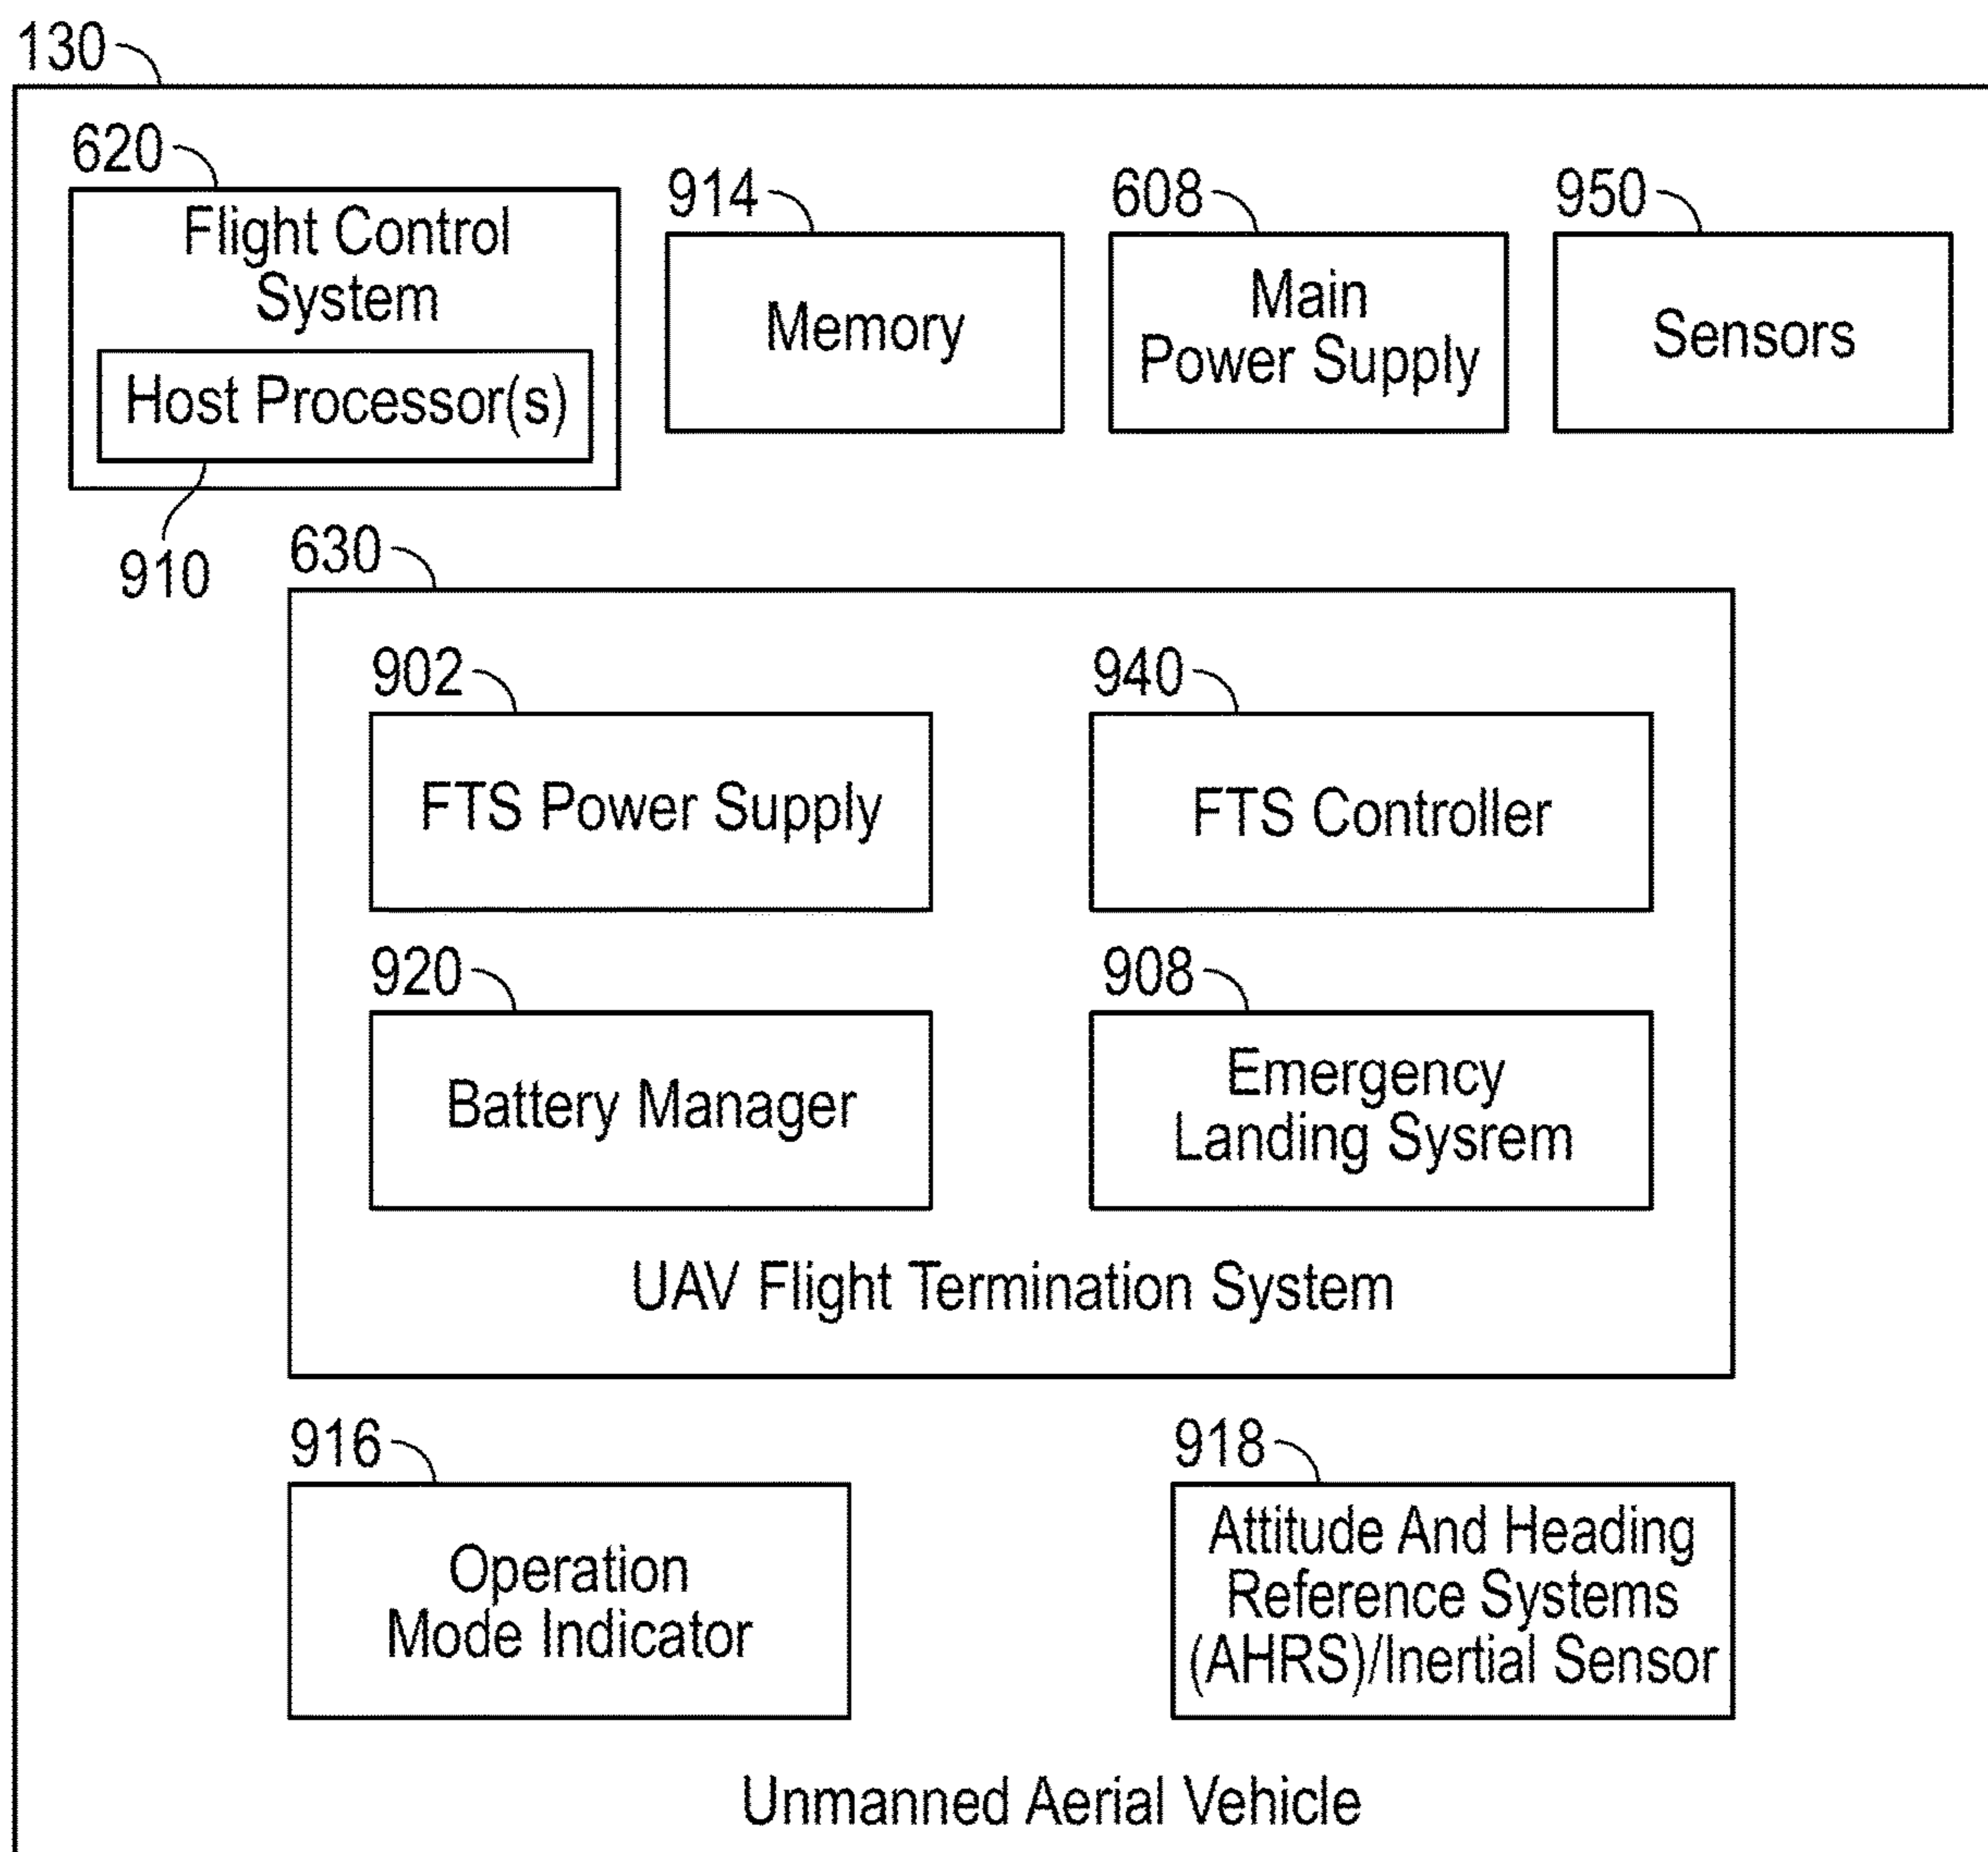 130
620
Flight Control
System
Host Processor(s)
910
914
Memory
608
Main
Power Supply
950
Sensors
630
902
FTS Power Supply
940
FTS Controller
920
Battery Manager
908
Emergency
Landing Sysrem
UAV Flight Termination System
916
Operation
Mode Indicator
918
Attitude And Heading
Reference Systems
(AHRS)/Inertial Sensor
Unmanned Aerial Vehicle